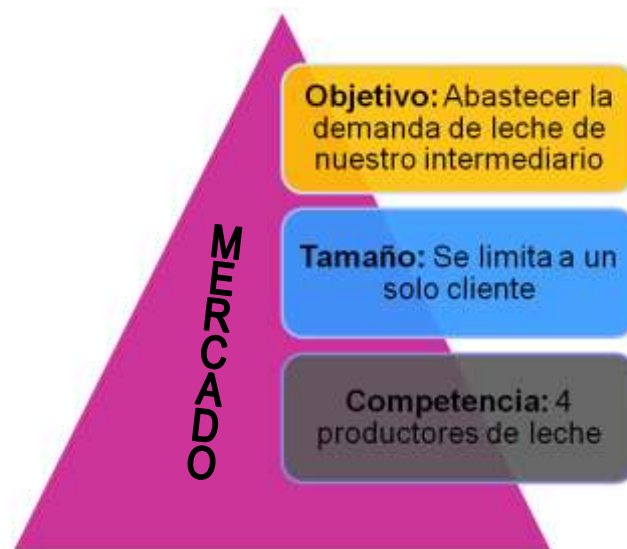 MERCADO
Objetivo: Abastecer la
demanda de leche de
nuestro intermediario
Tamaño: Se limita a un
solo cliente
Competencia: 4
productores de leche